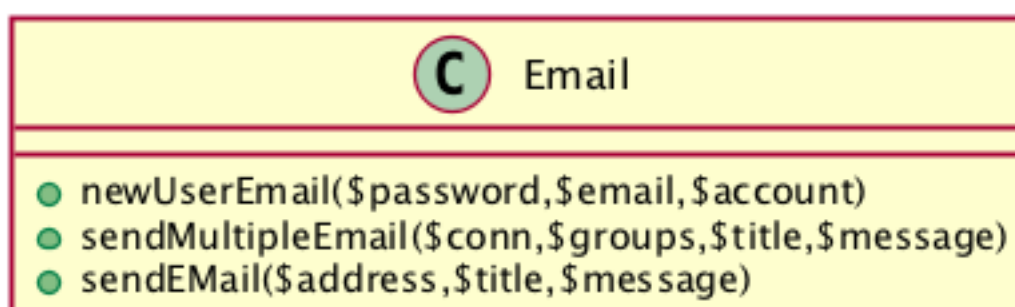 C Email
newUserEmail($password,$email,$account)
sendMultipleEmail($conn,$groups,$title,$message)
sendEMail($address,$title,$message)